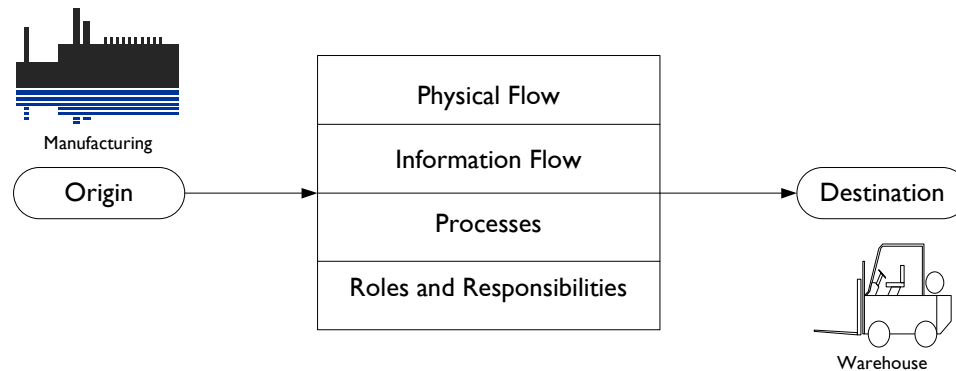 Manufacturing
Origin
Physical Flow
Information Flow
Processes
Roles and Responsibilities
Destination
Warehouse